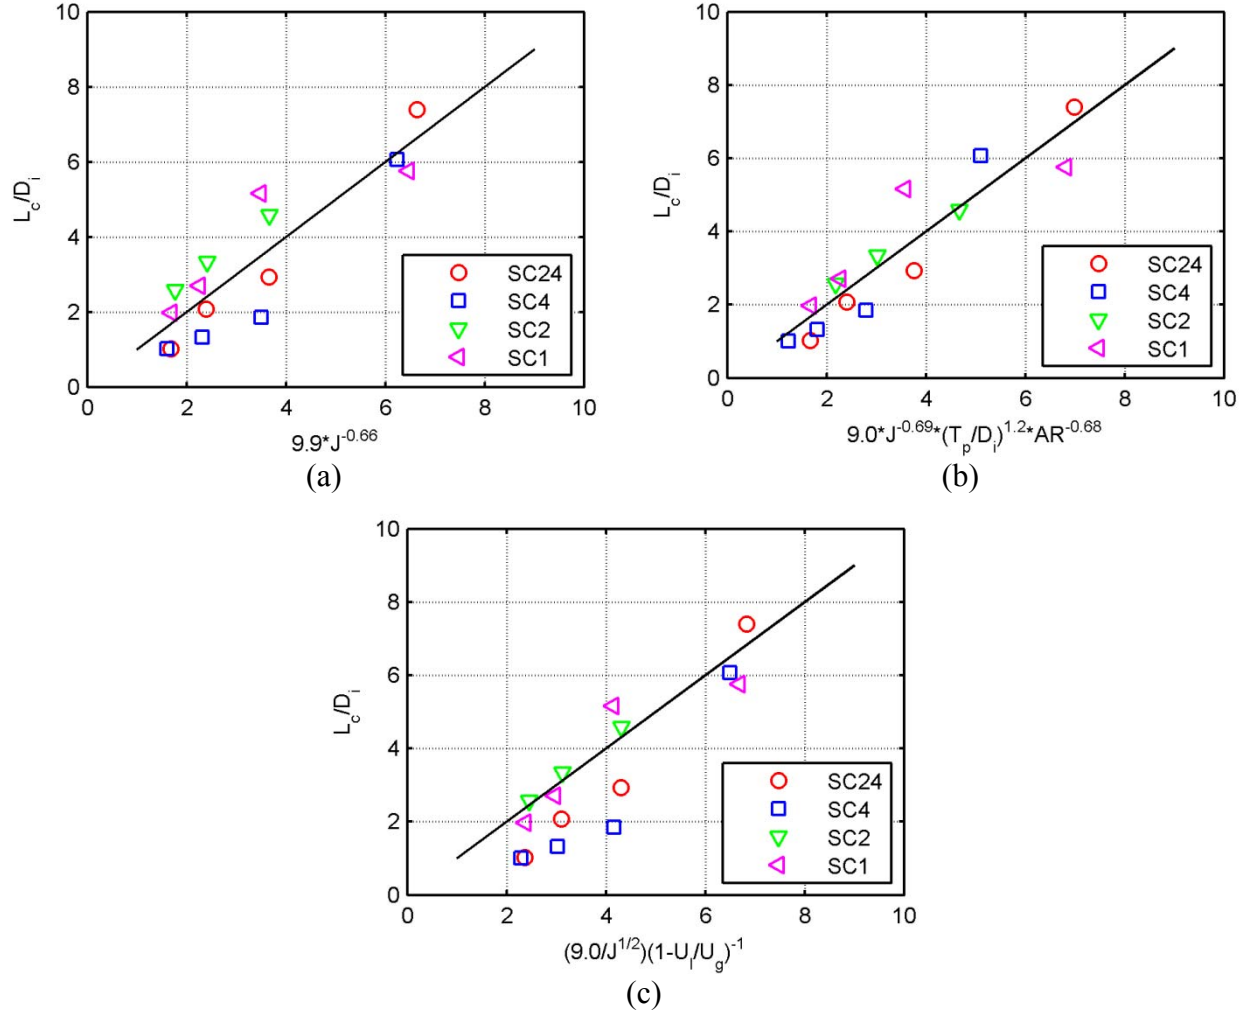 10
8
6
4
2
0
L_c/D_i
SC24
SC4
SC2
SC1
0 2 4 6 8 10
9.9*J^-0.66
(a)
10
8
6
4
2
0
L_c/D_i
SC24
SC4
SC2
SC1
0 2 4 6 8 10
9.0*J^-0.69*(T_p/D_i)^1.2*AR^-0.68
(b)
10
8
6
4
2
0
L_c/D_i
SC24
SC4
SC2
SC1
0 2 4 6 8 10
(9.0/J^1/2)(1-U_l/U_g)^-1
(c)